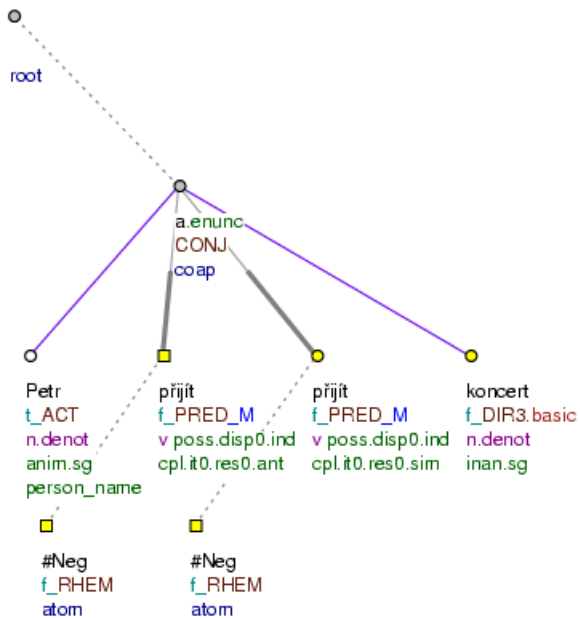 root
a.enunc
CONJ
coap
Petr
t_ACT
n.denot
anim.sg
person_name
přijít
f_PRED_M
v poss.disp0.ind
cpl.it0.res0.ant
přijít
f_PRED_M
v poss.disp0.ind
cpl.it0.res0.sim
koncert
f_DIR3.basic
n.denot
inan.sg
#Neg
f_RHEM
atom
#Neg
f_RHEM
atom